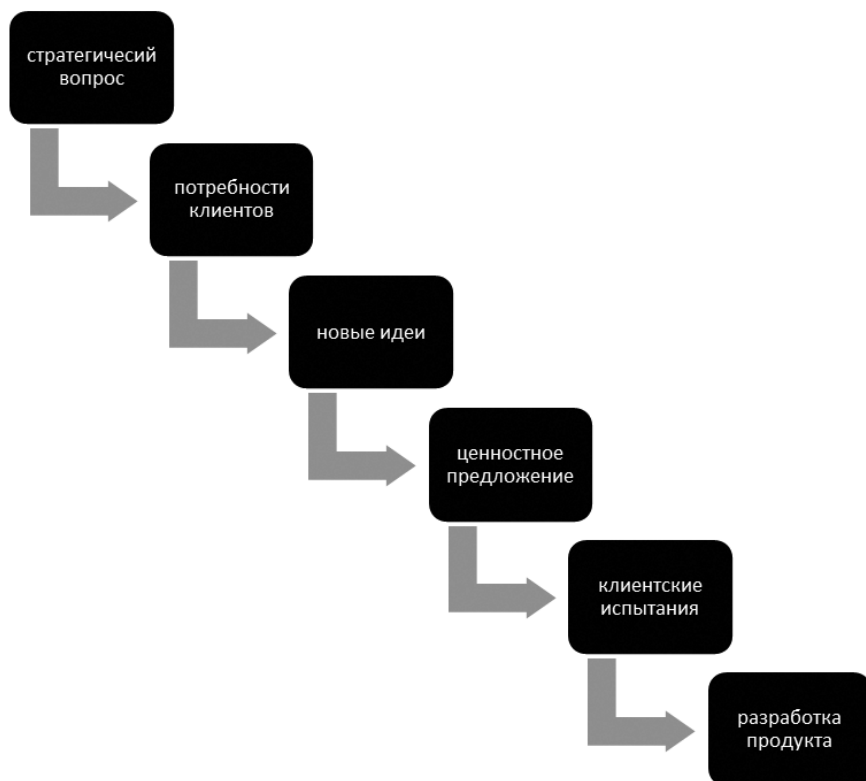 стратегичесий
вопрос
потребности
клиентов
новые идеи
ценностное
предложение
клиентские
испытания
разработка
продукта